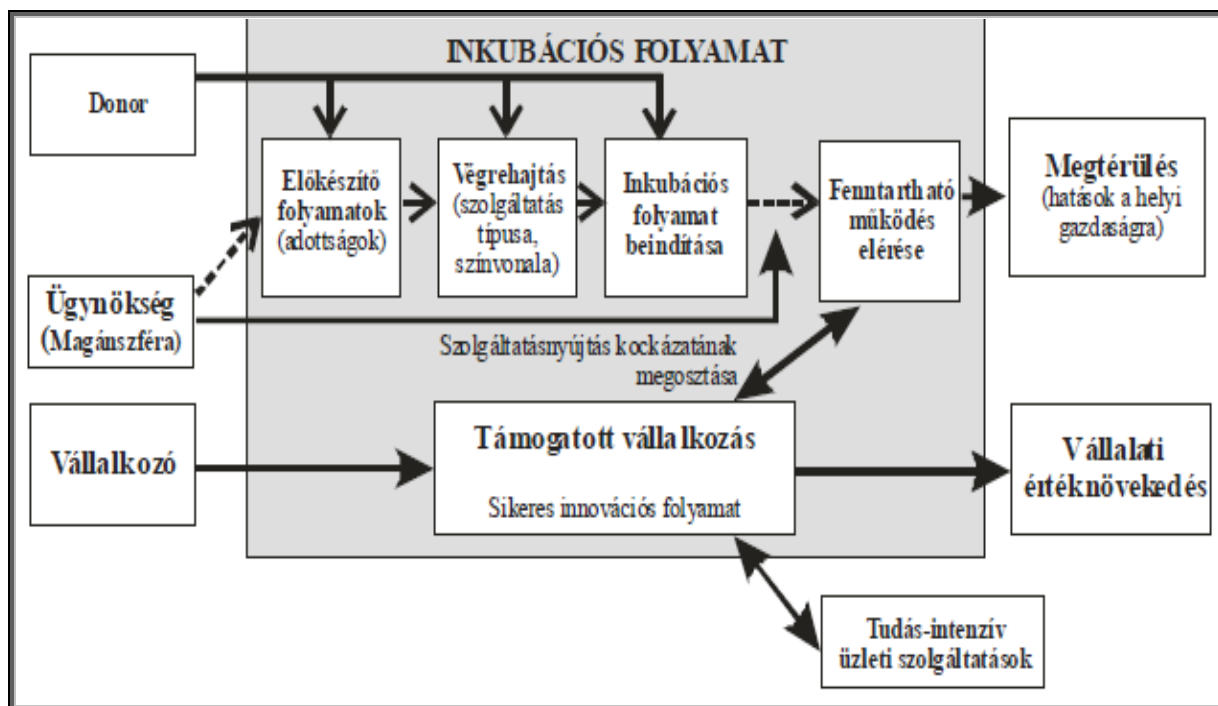 INKUBÁCIÓS FOLYAMAT
Donor
Előkészítő
folyamatok
(adottságok)
Végrehajtás
(szolgáltatás
típusa,
színvonala)
Inkubációs
folyamat
beindítása
Fenntartható
működés
elérése
Megtérülés
(hatások a helyi
gazdaságra)
Ügynökség
(Magánszféra)
Szolgáltatásnyújtás kockázatának
megosztása
Vállalkozó
Támogatott vállalkozás
Sikeres innovációs folyamat
Vállalati
értéknövekedés
Tudás-intenzív
üzleti szolgáltatások